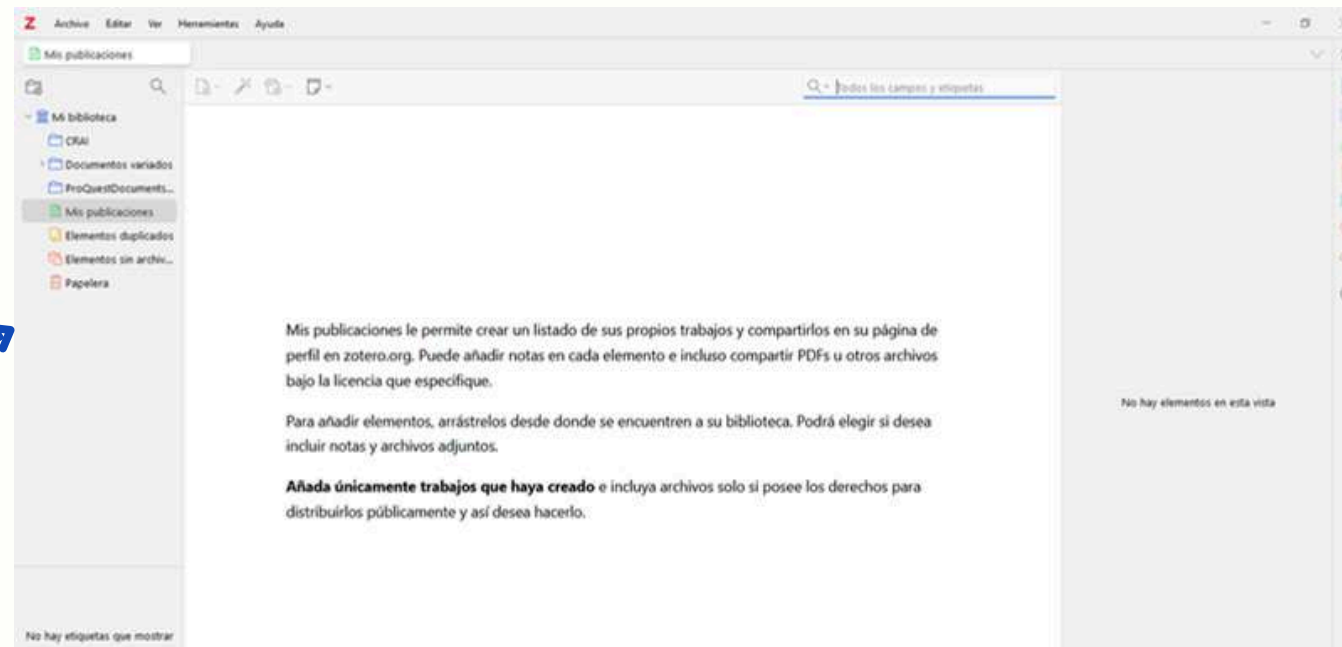 Z Archivo Editar Ver Herramientas Ayuda
Mis publicaciones
Todos los campos y etiquetas
Mi biblioteca
CRAI
Documentos variados
ProQuestDocuments...
Mis publicaciones
Elementos duplicados
Elementos sin archiv...
Papelera
Mis publicaciones le permite crear un listado de sus propios trabajos y compartirlos en su página de
perfil en zotero.org. Puede añadir notas en cada elemento e incluso compartir PDFs u otros archivos
bajo la licencia que especifique.
Para añadir elementos, arrástrelos desde donde se encuentren a su biblioteca. Podrá elegir si desea
incluir notas y archivos adjuntos.
Añada únicamente trabajos que haya creado e incluya archivos solo si posee los derechos para
distribuirlos públicamente y así desea hacerlo.
No hay elementos en esta vista
No hay etiquetas que mostrar